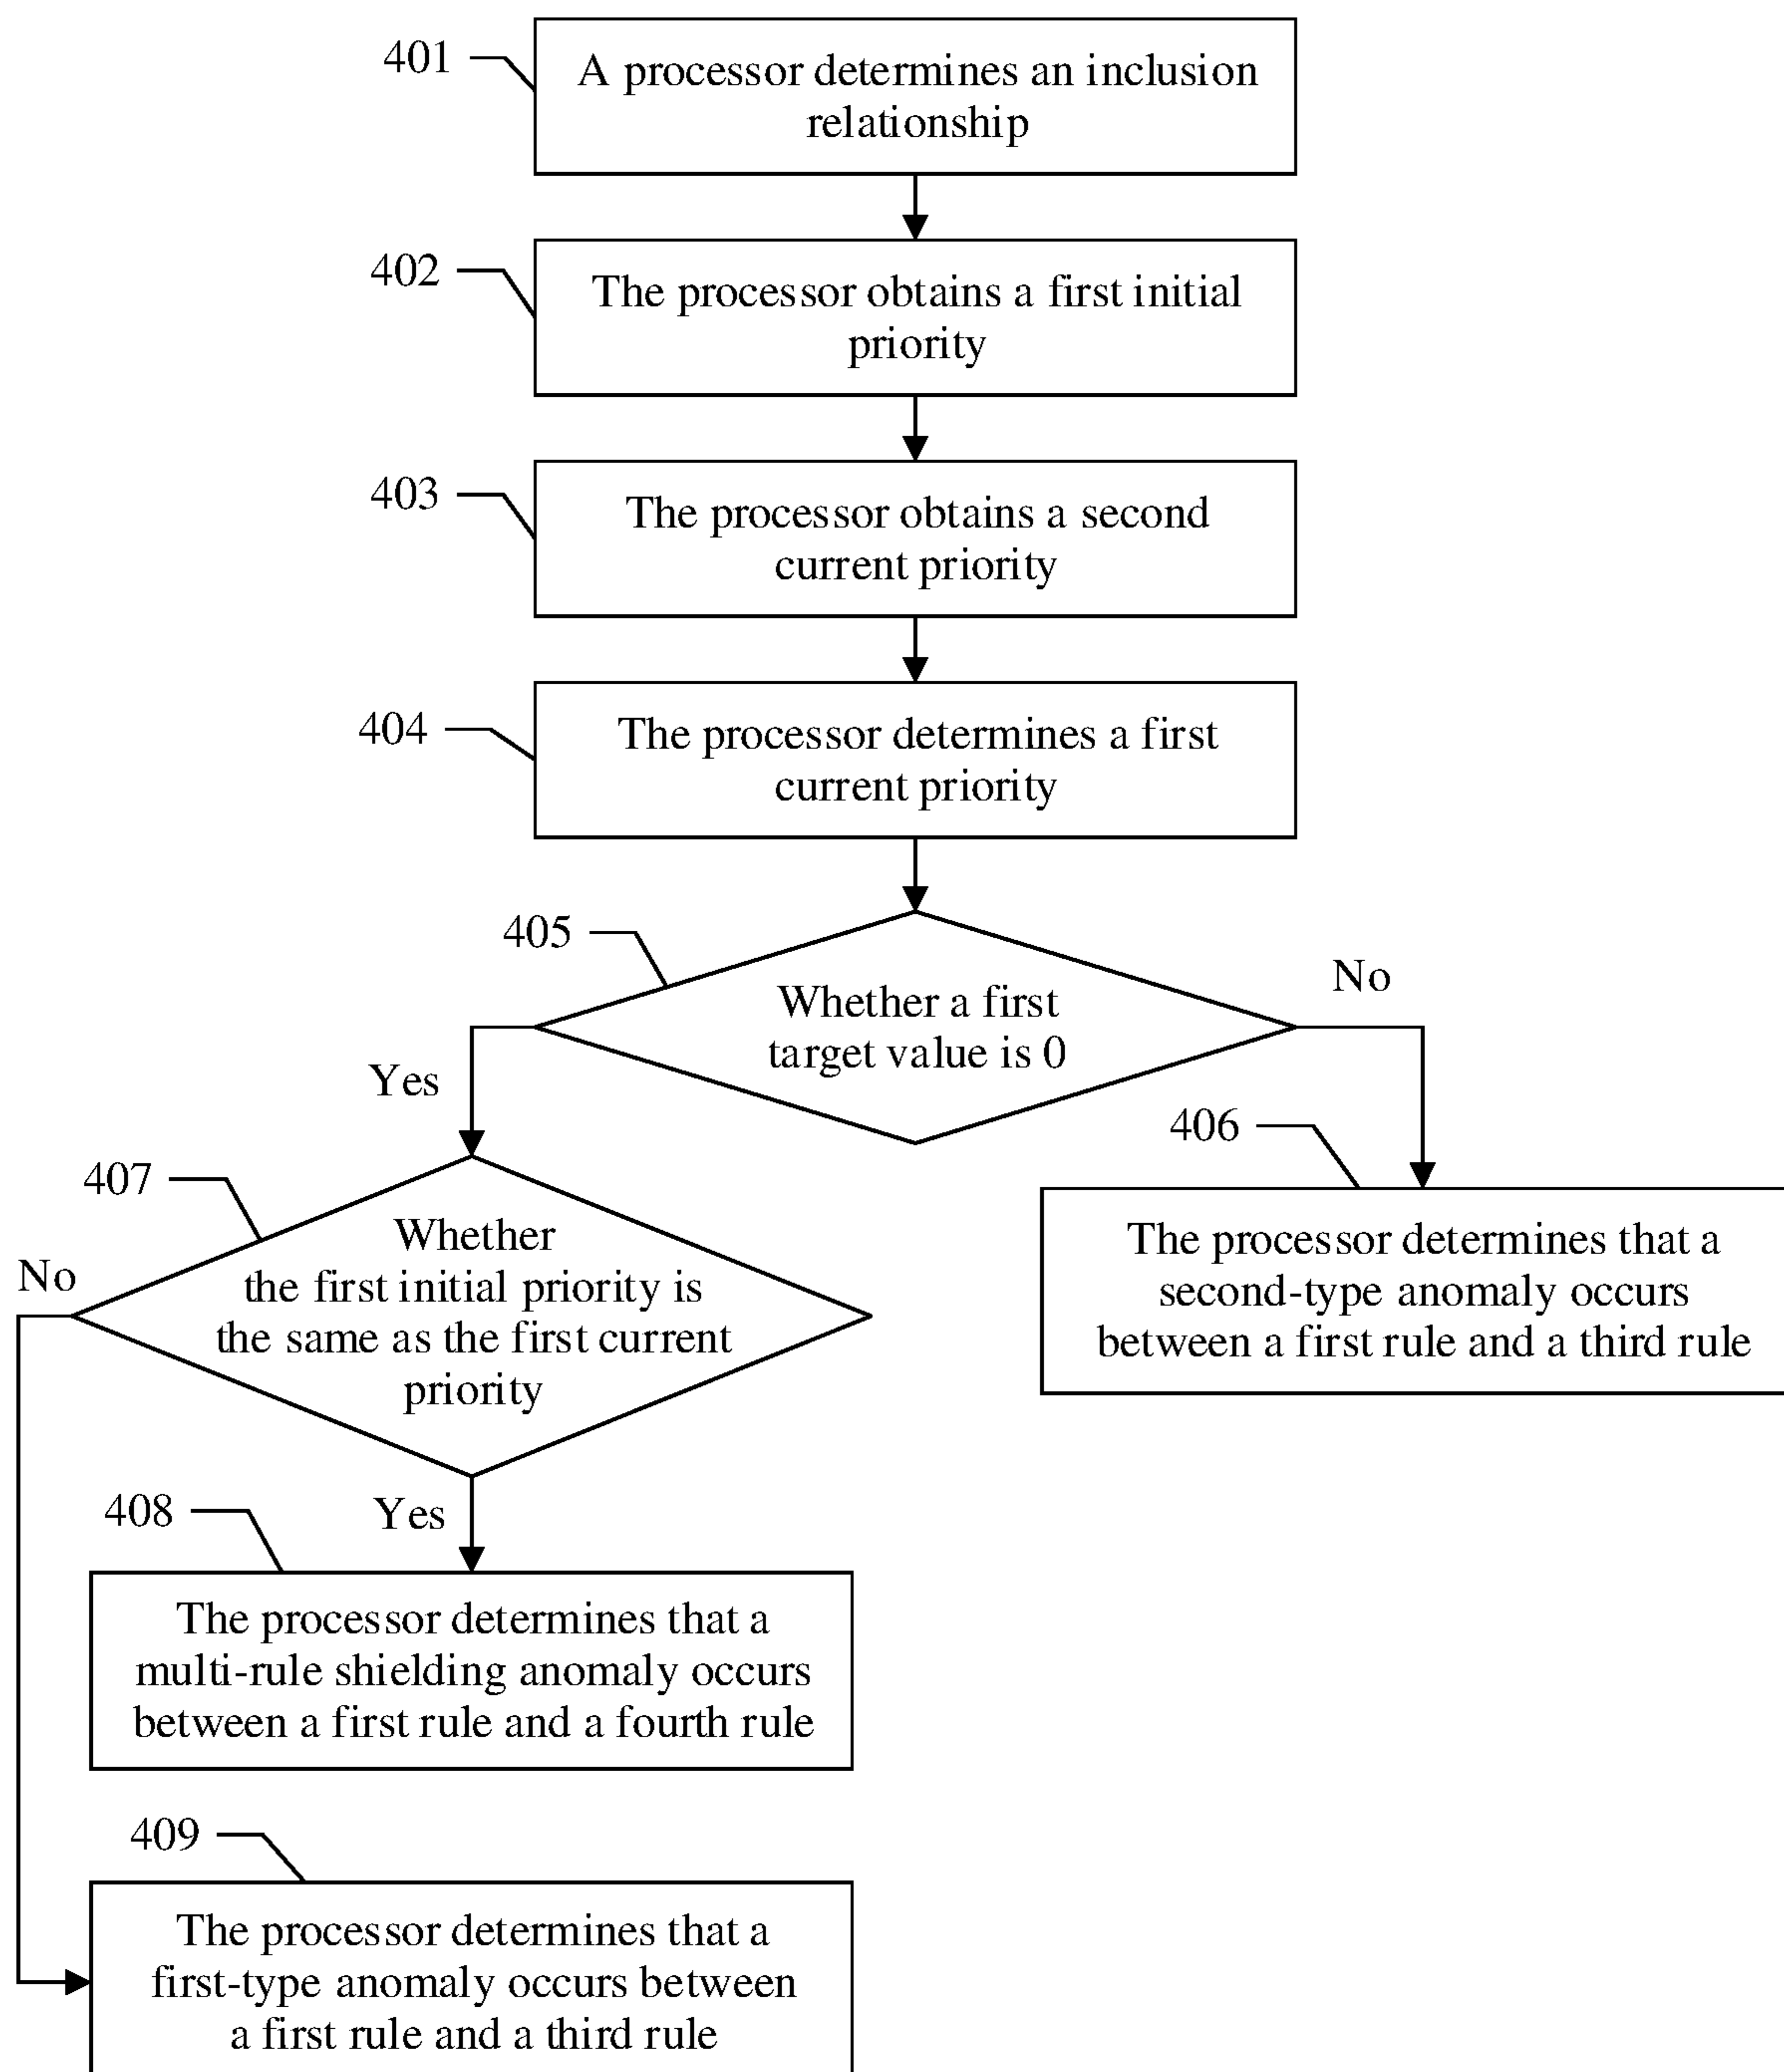 401
A processor determines an inclusion
relationship
402
The processor obtains a first initial
priority
403
The processor obtains a second
current priority
404
The processor determines a first
current priority
405
Whether a first
target value is 0
No
Yes
406
The processor determines that a
second-type anomaly occurs
between a first rule and a third rule
407
Whether
the first initial priority is
the same as the first current
priority
No
Yes
408
The processor determines that a
multi-rule shielding anomaly occurs
between a first rule and a fourth rule
409
The processor determines that a
first-type anomaly occurs between
a first rule and a third rule